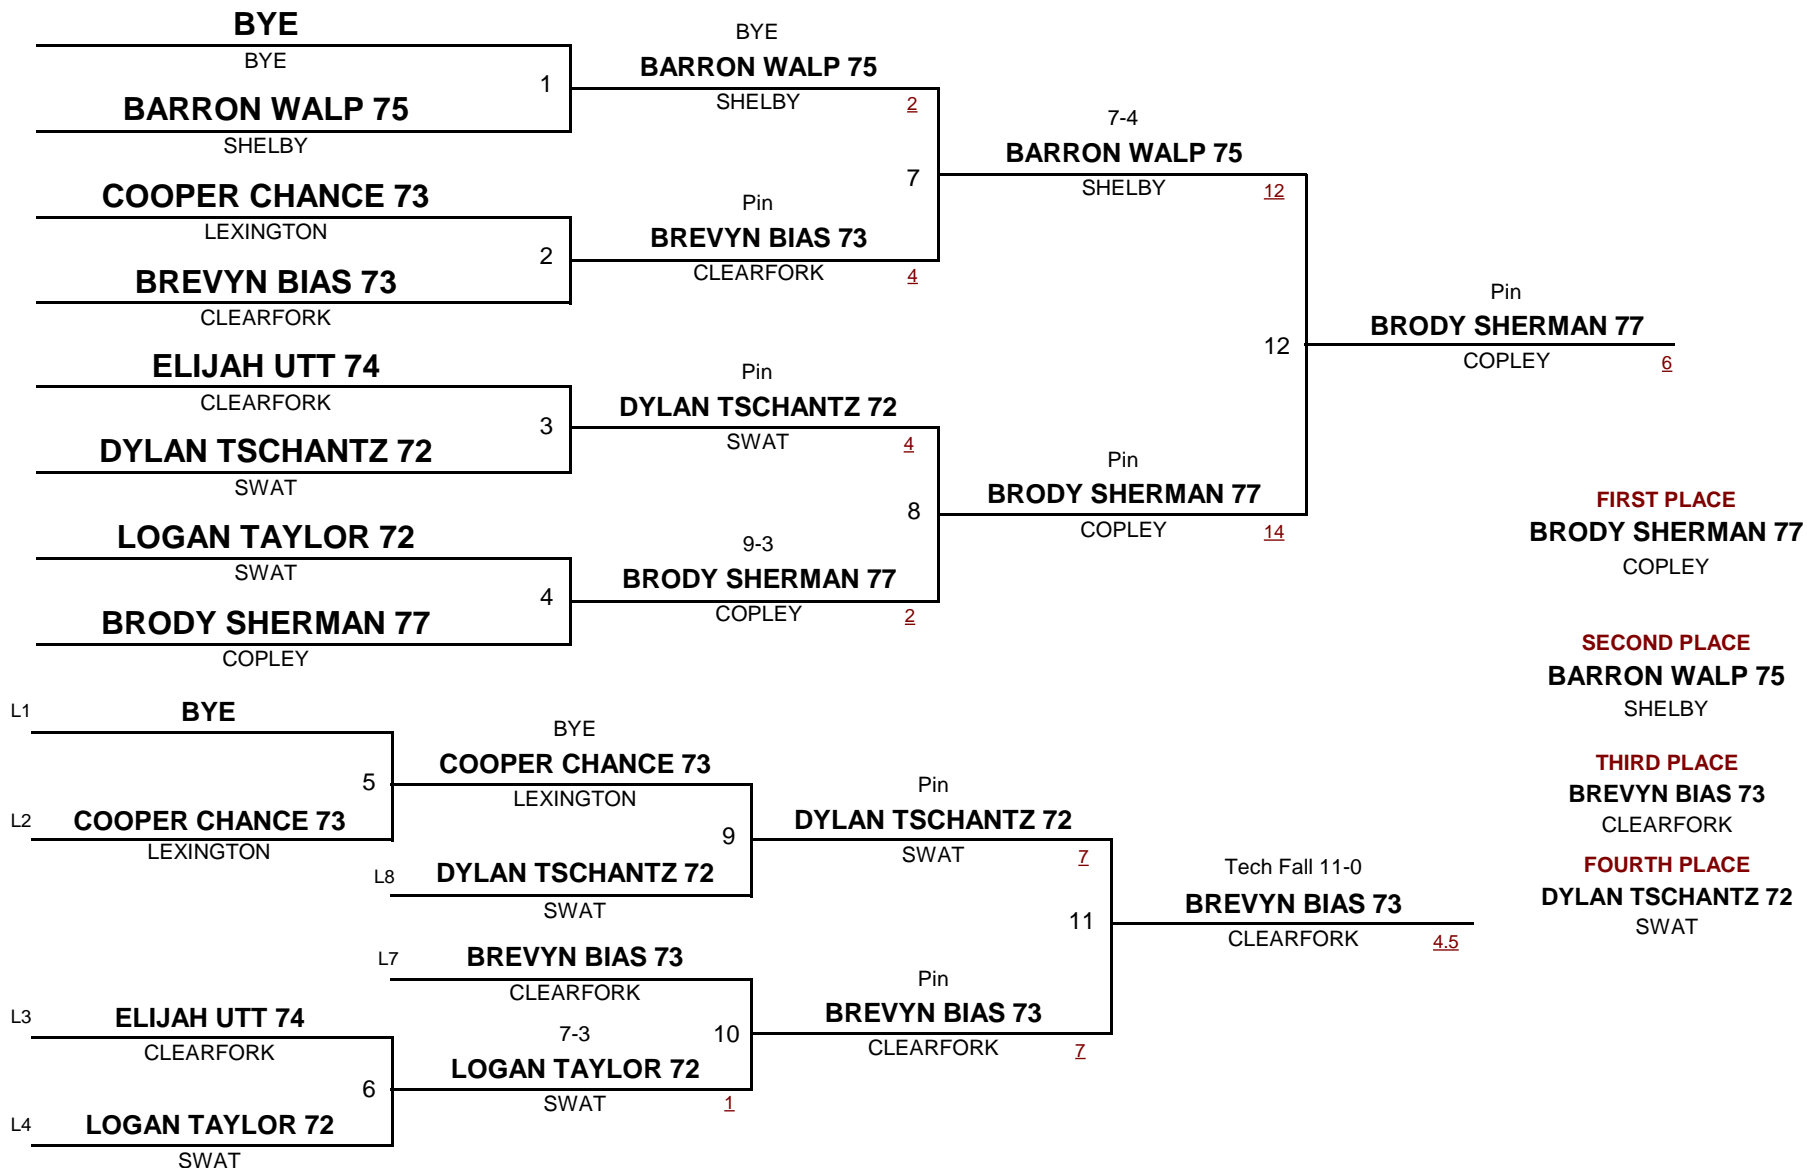 BYE
BYE
1
BARRON WALP 75
SHELBY
COOPER CHANCE 73
LEXINGTON
2
BREVYN BIAS 73
CLEARFORK
ELIJAH UTT 74
CLEARFORK
3
DYLAN TSCHANTZ 72
SWAT
LOGAN TAYLOR 72
SWAT
4
BRODY SHERMAN 77
COPLEY
BYE
BARRON WALP 75
SHELBY 2
7
Pin
BREVYN BIAS 73
CLEARFORK 4
Pin
DYLAN TSCHANTZ 72
SWAT 4
8
9-3
BRODY SHERMAN 77
COPLEY 2
7-4
BARRON WALP 75
SHELBY 12
12
Pin
BRODY SHERMAN 77
COPLEY 14
Pin
BRODY SHERMAN 77
COPLEY 6
FIRST PLACE
BRODY SHERMAN 77
COPLEY
SECOND PLACE
BARRON WALP 75
SHELBY
THIRD PLACE
BREVYN BIAS 73
CLEARFORK
FOURTH PLACE
DYLAN TSCHANTZ 72
SWAT
L1 BYE
5
L2 COOPER CHANCE 73
LEXINGTON
L3 ELIJAH UTT 74
CLEARFORK
6
L4 LOGAN TAYLOR 72
SWAT
BYE
COOPER CHANCE 73
LEXINGTON
9
L8 DYLAN TSCHANTZ 72
SWAT
L7 BREVYN BIAS 73
CLEARFORK
7-3 10
LOGAN TAYLOR 72
SWAT 1
Pin
DYLAN TSCHANTZ 72
SWAT 7
11
Pin
BREVYN BIAS 73
CLEARFORK 7
Tech Fall 11-0
BREVYN BIAS 73
CLEARFORK 4.5